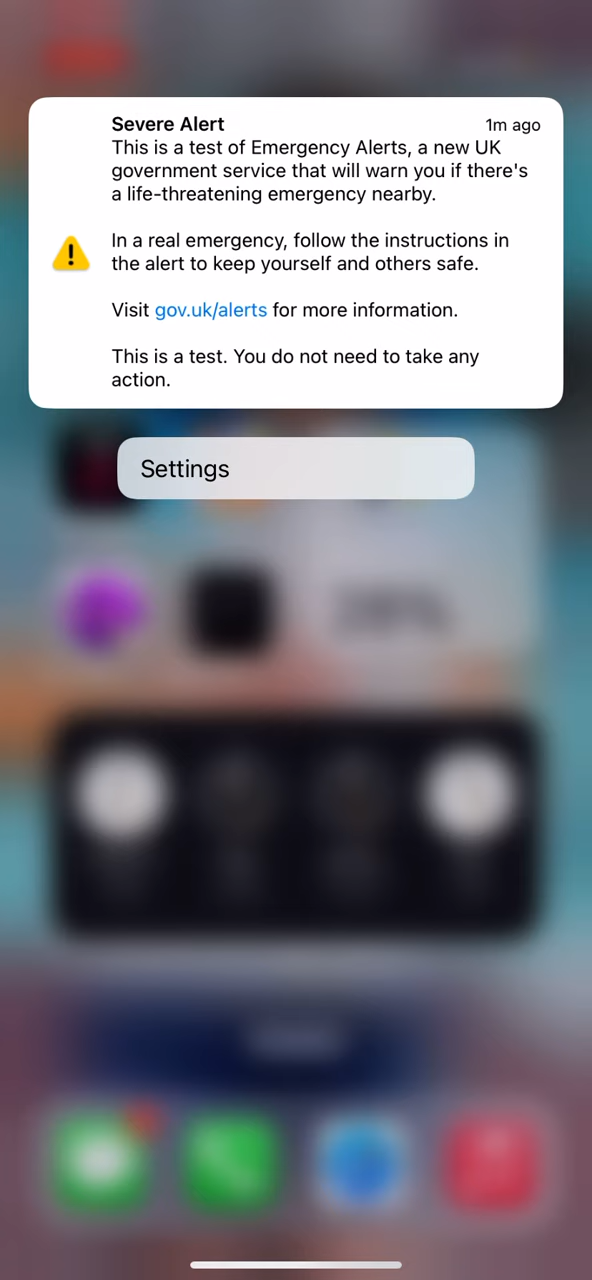 Severe Alert 1m ago
This is a test of Emergency Alerts, a new UK
government service that will warn you if there's
a life-threatening emergency nearby.
In a real emergency, follow the instructions in
the alert to keep yourself and others safe.
Visit gov.uk/alerts for more information.
This is a test. You do not need to take any
action.
Settings